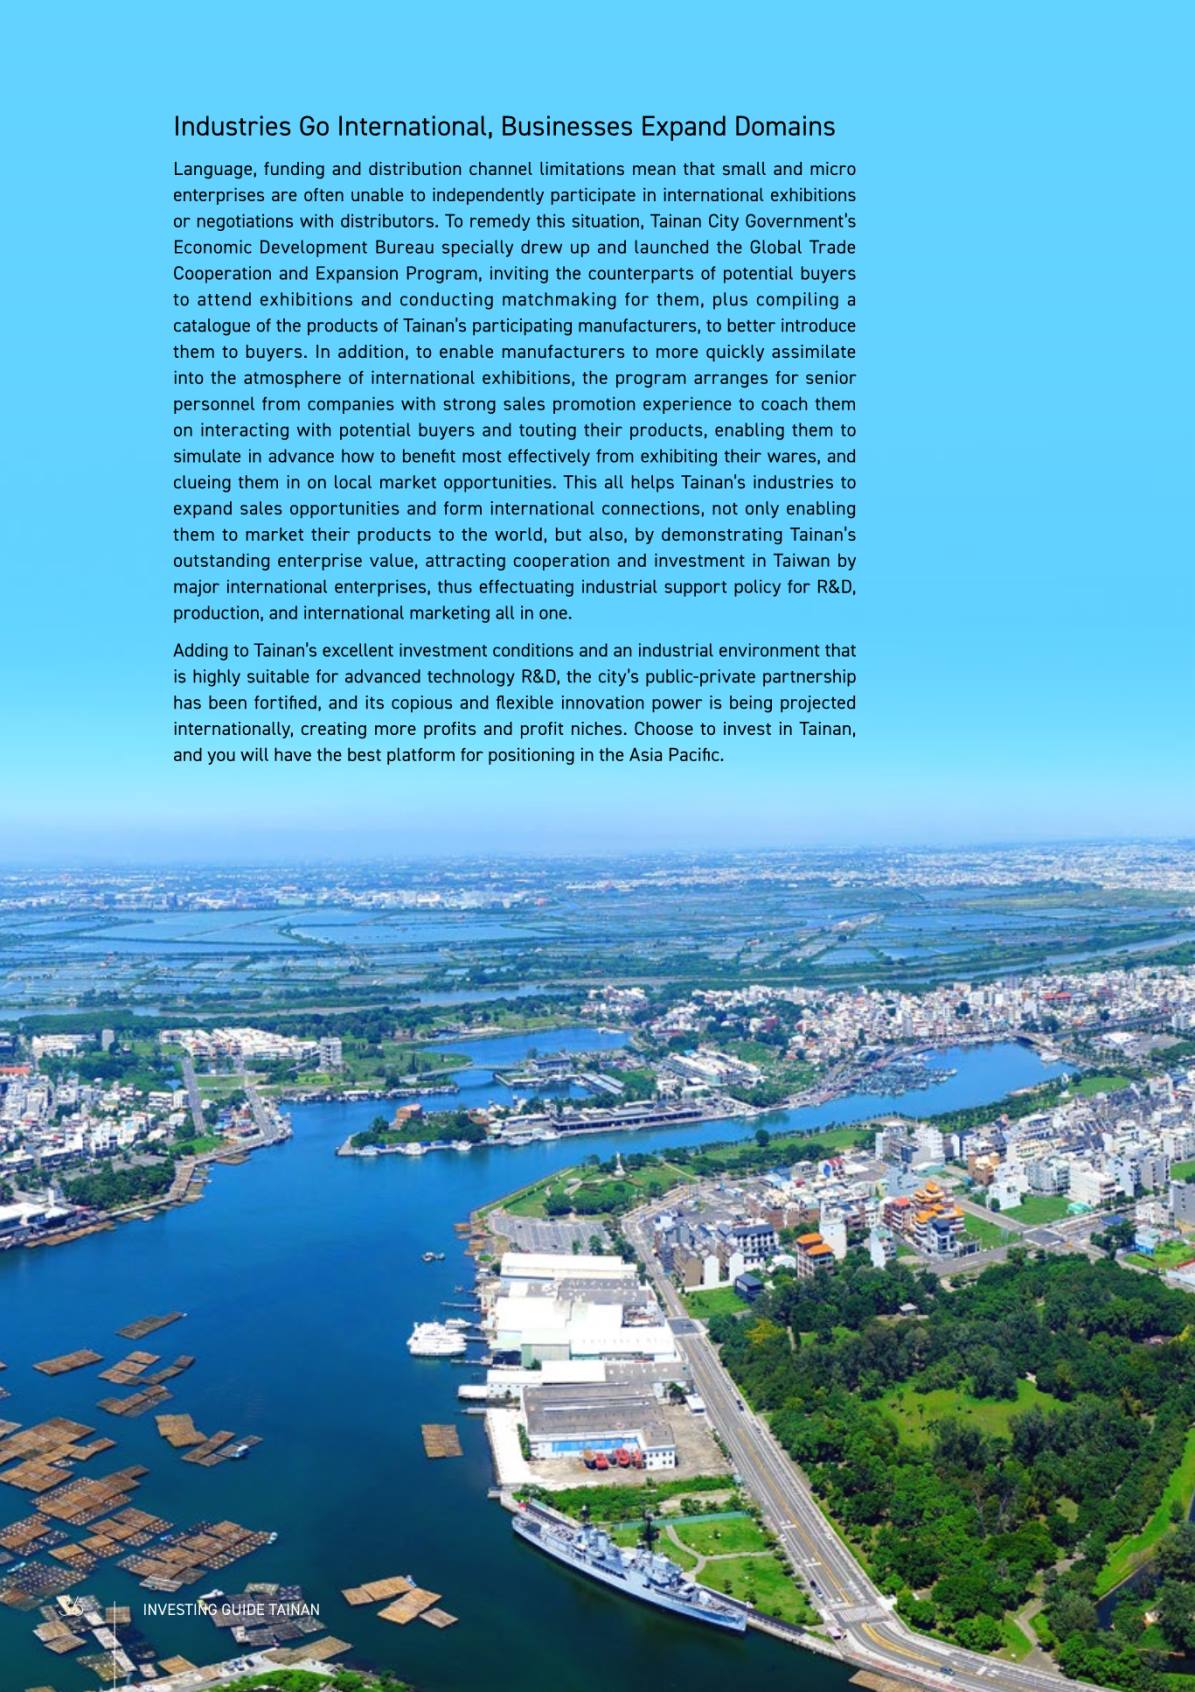 Industries Go International, Businesses Expand Domains
Language, funding and distribution channel limitations mean that small and micro
enterprises are often unable to independently participate in international exhibitions
or negotiations with distributors. To remedy this situation, Tainan City Government's
Economic Development Bureau specially drew up and launched the Global Trade
Cooperation and Expansion Program, inviting the counterparts of potential buyers
to attend exhibitions and conducting matchmaking for them, plus compiling a
catalogue of the products of Tainan's participating manufacturers, to better introduce
them to buyers. In addition, to enable manufacturers to more quickly assimilate
into the atmosphere of international exhibitions, the program arranges for senior
personnel from companies with strong sales promotion experience to coach them
on interacting with potential buyers and touting their products, enabling them to
simulate in advance how to benefit most effectively from exhibiting their wares, and
clueing them in on local market opportunities. This all helps Tainan's industries to
expand sales opportunities and form international connections, not only enabling
them to market their products to the world, but also, by demonstrating Tainan's
outstanding enterprise value, attracting cooperation and investment in Taiwan by
major international enterprises, thus effectuating industrial support policy for R&D,
production, and international marketing all in one.
Adding to Tainan's excellent investment conditions and an industrial environment that
is highly suitable for advanced technology R&D, the city's public-private partnership
has been fortified, and its copious and flexible innovation power is being projected
internationally, creating more profits and profit niches. Choose to invest in Tainan,
and you will have the best platform for positioning in the Asia Pacific.
36
INVESTING GUIDE TAINAN